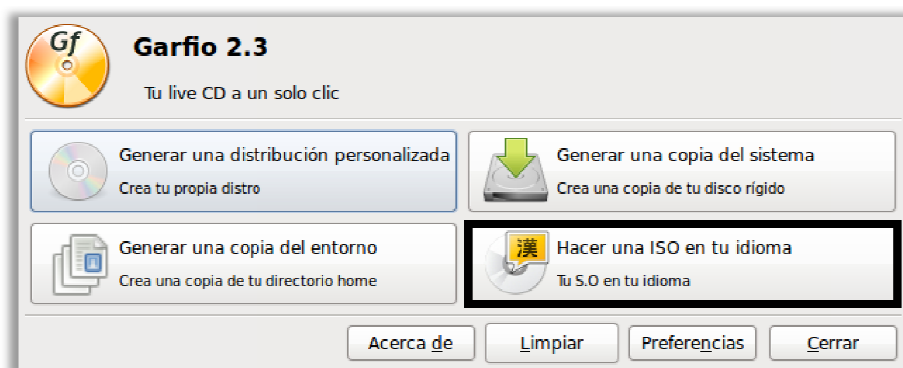 Gf
Garfio 2.3
Tu live CD a un solo clic
Generar una distribución personalizada
Crea tu propia distro
Generar una copia del sistema
Crea una copia de tu disco rígido
Generar una copia del entorno
Crea una copia de tu directorio home
漢
Hacer una ISO en tu idioma
Tu S.O en tu idioma
Acerca de
Limpiar
Preferencias
Cerrar